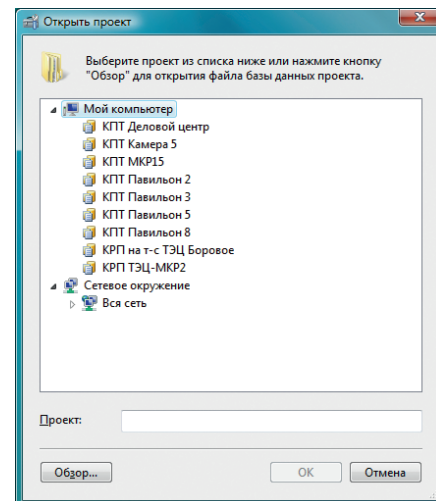 Открыть проект
Выберите проект из списка ниже или нажмите кнопку
"Обзор" для открытия файла базы данных проекта.
Мой компьютер
КПТ Деловой центр
КПТ Камера 5
КПТ МКР15
КПТ Павильон 2
КПТ Павильон 3
КПТ Павильон 5
КПТ Павильон 8
КРП на т-с ТЭЦ Боровое
КРП ТЭЦ-МКР2
Сетевое окружение
Вся сеть
Проект:
Обзор...
OK
Отмена